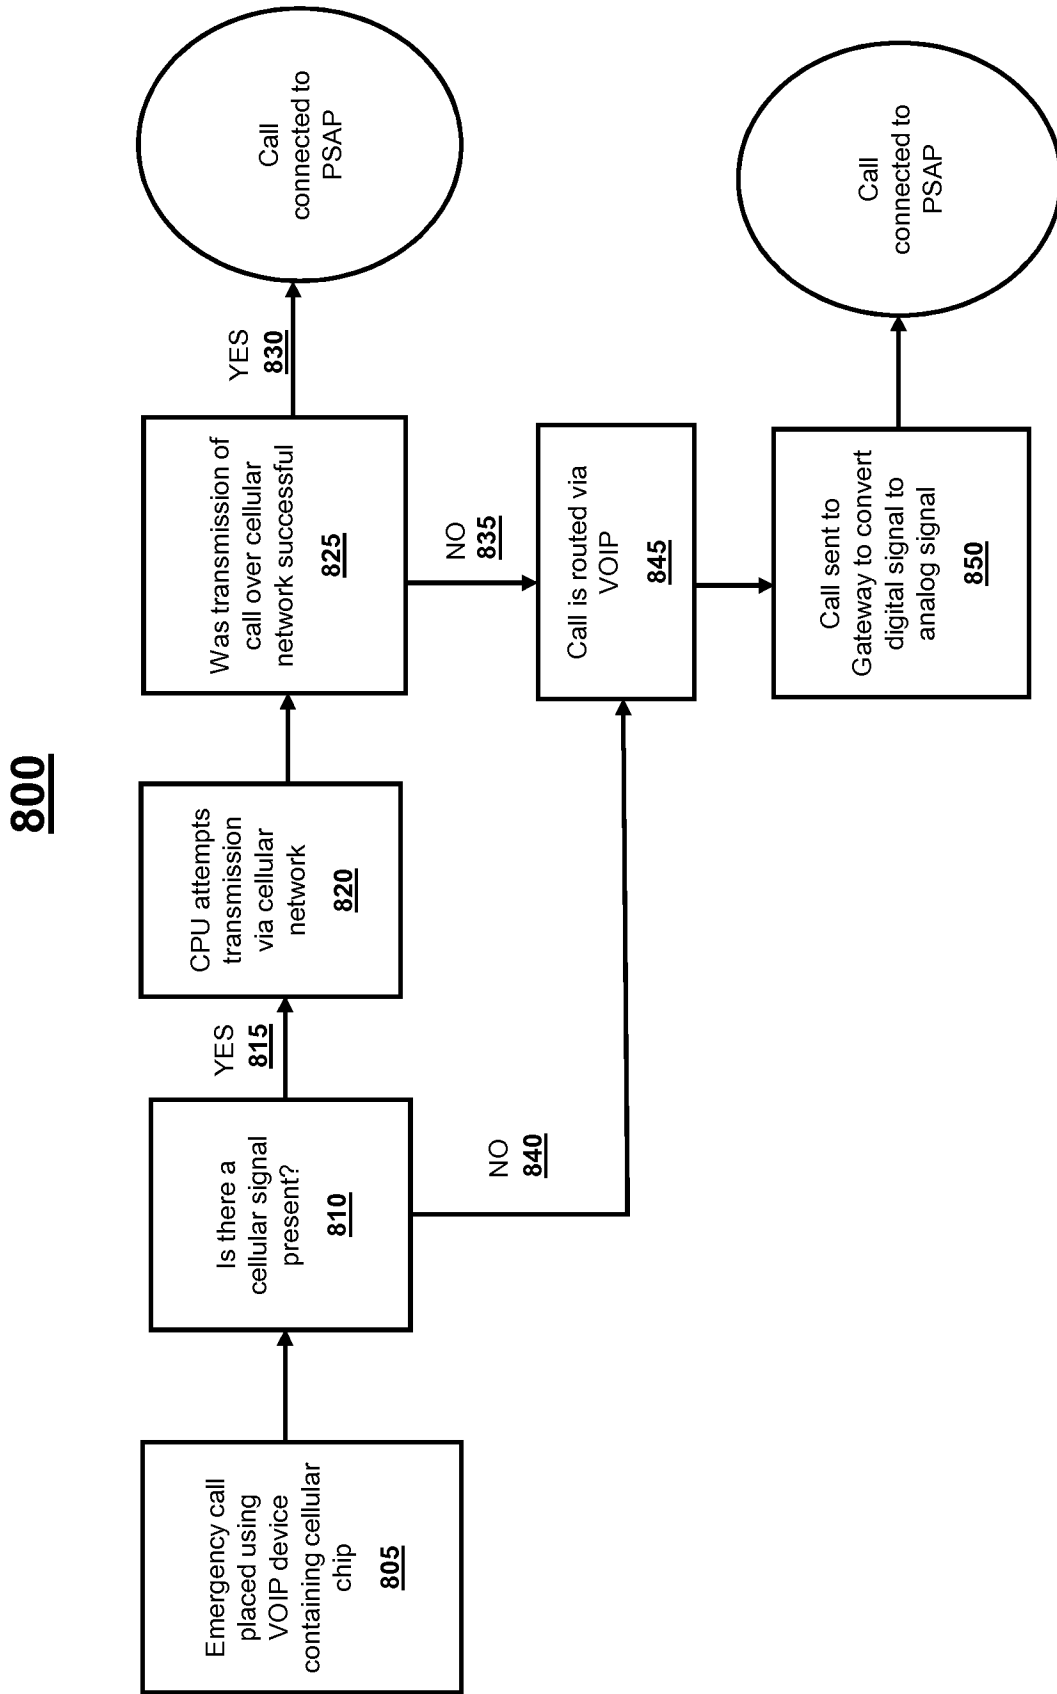 800
Emergency call
placed using
VOIP device
containing cellular
chip
805
Is there a
cellular signal
present?
810
YES
815
CPU attempts
transmission
via cellular
network
820
Was transmission of
call over cellular
network successful
825
YES
830
Call
connected to
PSAP
NO
840
NO
835
Call is routed via
VOIP
845
Call sent to
Gateway to convert
digital signal to
analog signal
850
Call
connected to
PSAP